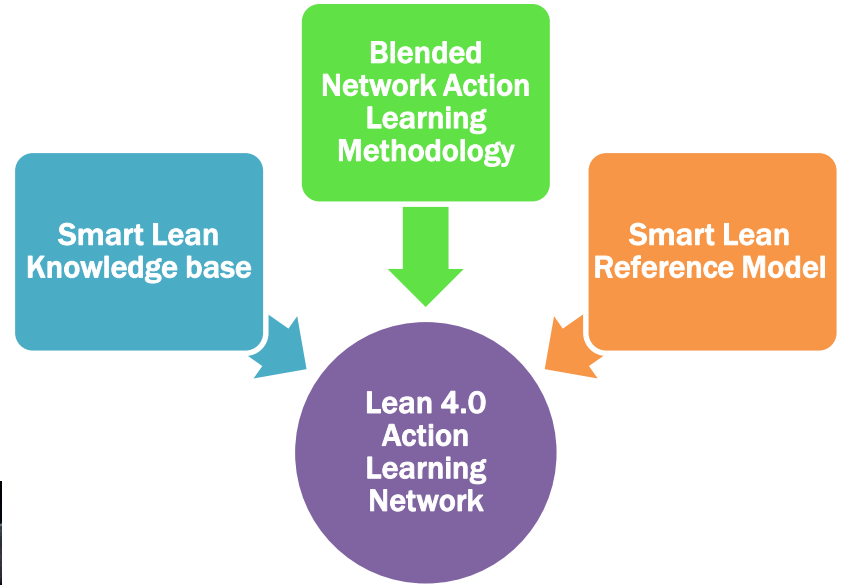 Blended
Network Action
Learning
Methodology
Smart Lean
Knowledge base
Smart Lean
Reference Model
Lean 4.0
Action
Learning
Network